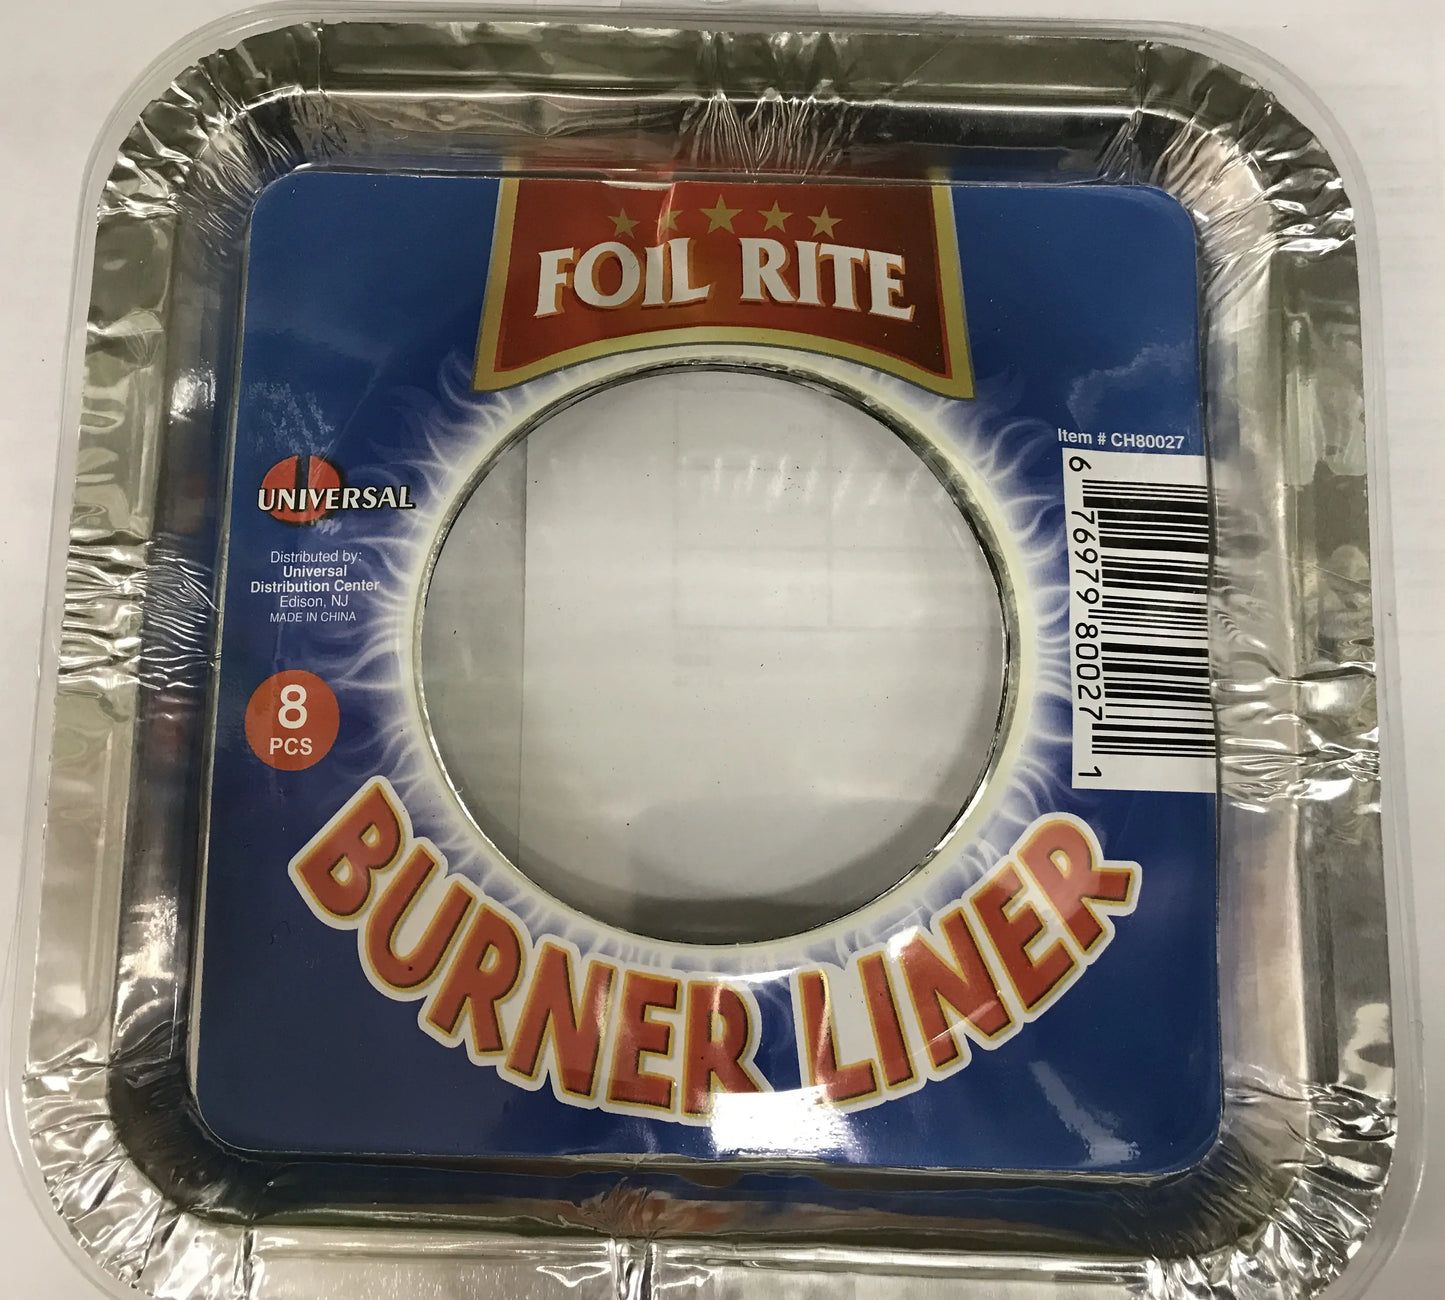 FOIL RITE
Item # CH80027
6 76979 80027 1
UNIVERSAL
Distributed by:
Universal
Distribution Center
Edison, NJ
MADE IN CHINA
8
PCS
BURNER LINER